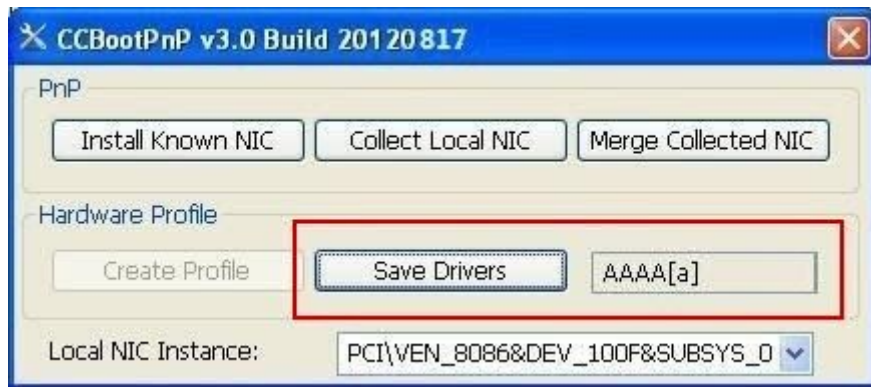 CCBootPnP v3.0 Build 20120817
PnP
Install Known NIC Collect Local NIC Merge Collected NIC
Hardware Profile
Create Profile Save Drivers AAAA[a]
Local NIC Instance: PCI\VEN_8086&DEV_100F&SUBSYS_0